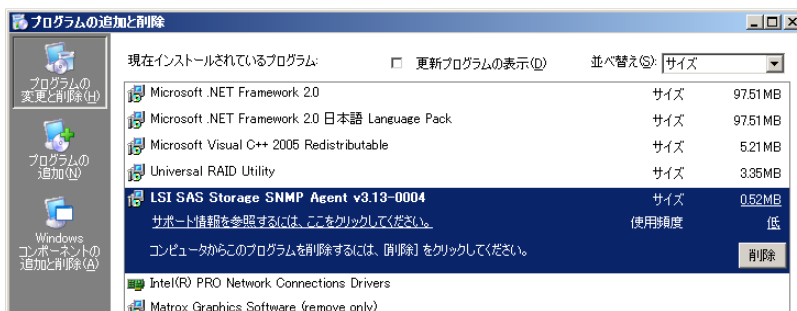 プログラムの追加と削除
現在インストールされているプログラム: 更新プログラムの表示(D) 並べ替え(S): サイズ
プログラムの
変更と削除(H)
プログラムの
追加(N)
Windows
コンポーネントの
追加と削除(A)
Microsoft .NET Framework 2.0 サイズ 97.51MB
Microsoft .NET Framework 2.0 日本語 Language Pack サイズ 97.51MB
Microsoft Visual C++ 2005 Redistributable サイズ 5.21MB
Universal RAID Utility サイズ 3.35MB
LSI SAS Storage SNMP Agent v3.13-0004 サイズ 0.52MB
サポート情報を参照するには、ここをクリックしてください。 使用頻度 低
コンピュータからこのプログラムを削除するには、[削除] をクリックしてください。 削除
Intel(R) PRO Network Connections Drivers
Matrox Graphics Software (remove only)